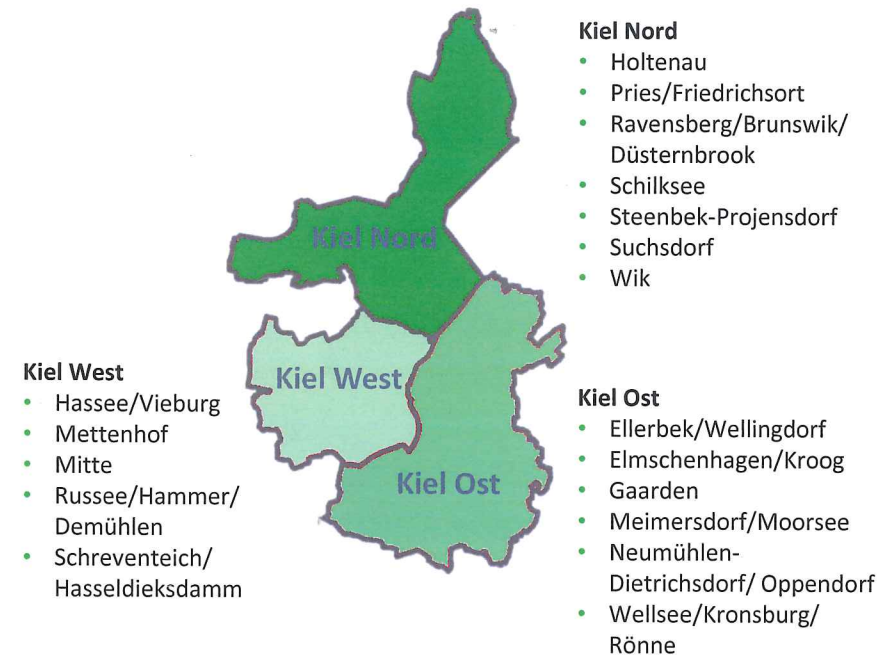 Kiel Nord
• Holtenau
• Pries/Friedrichsort
• Ravensberg/Brunswik/
Düsternbrook
• Schilksee
• Steenbek-Projensdorf
• Suchsdorf
• Wik
Kiel Nord
Kiel West
Kiel Ost
Kiel West
• Hassee/Vieburg
• Mettenhof
• Mitte
• Russee/Hammer/
Demühlen
• Schreventeich/
Hasseldieksdamm
Kiel Ost
• Ellerbek/Wellingdorf
• Elmschenhagen/Kroog
• Gaarden
• Meimersdorf/Moorsee
• Neumühlen-
Dietrichsdorf/ Oppendorf
• Wellsee/Kronsburg/
Rönne